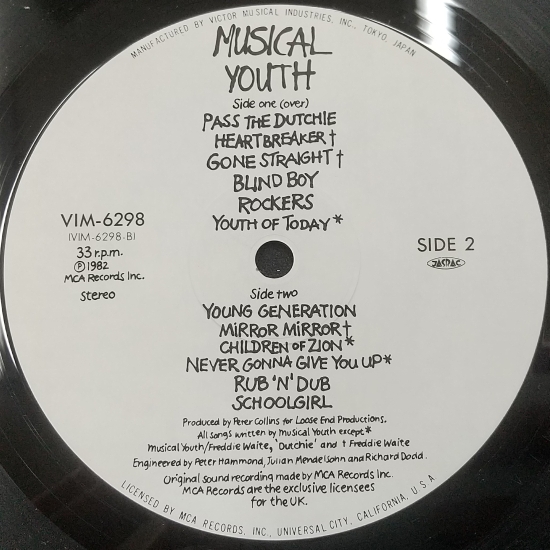 MANUFACTURED BY VICTOR MUSICAL INDUSTRIES, INC., TOKYO, JAPAN
MUSICAL
YOUTH
Side one (over)
PASS THE DUTCHIE
HEARTBREAKER†
GONE STRAIGHT†
BLIND BOY
ROCKERS
YOUTH OF TODAY*
VIM-6298
(VIM-6298-B)
33 r.p.m.
Ⓟ 1982
MCA Records Inc.
Stereo
SIDE 2
JASRAC
Side two
YOUNG GENERATION
MIRROR MIRROR†
CHILDREN OF ZION*
NEVER GONNA GIVE YOU UP*
RUB 'N' DUB
SCHOOLGIRL
Produced by Peter Collins for Loose End Productions.
All songs written by Musical Youth except*
Musical Youth/Freddie Waite, 'Dutchie' and † Freddie Waite
Engineered by Peter Hammond, Julian Mendelsohn and Richard Dodd.
Original sound recording made by MCA Records Inc.
MCA Records are the exclusive licensees
for the UK.
LICENSED BY MCA RECORDS, INC., UNIVERSAL CITY, CALIFORNIA, U.S.A